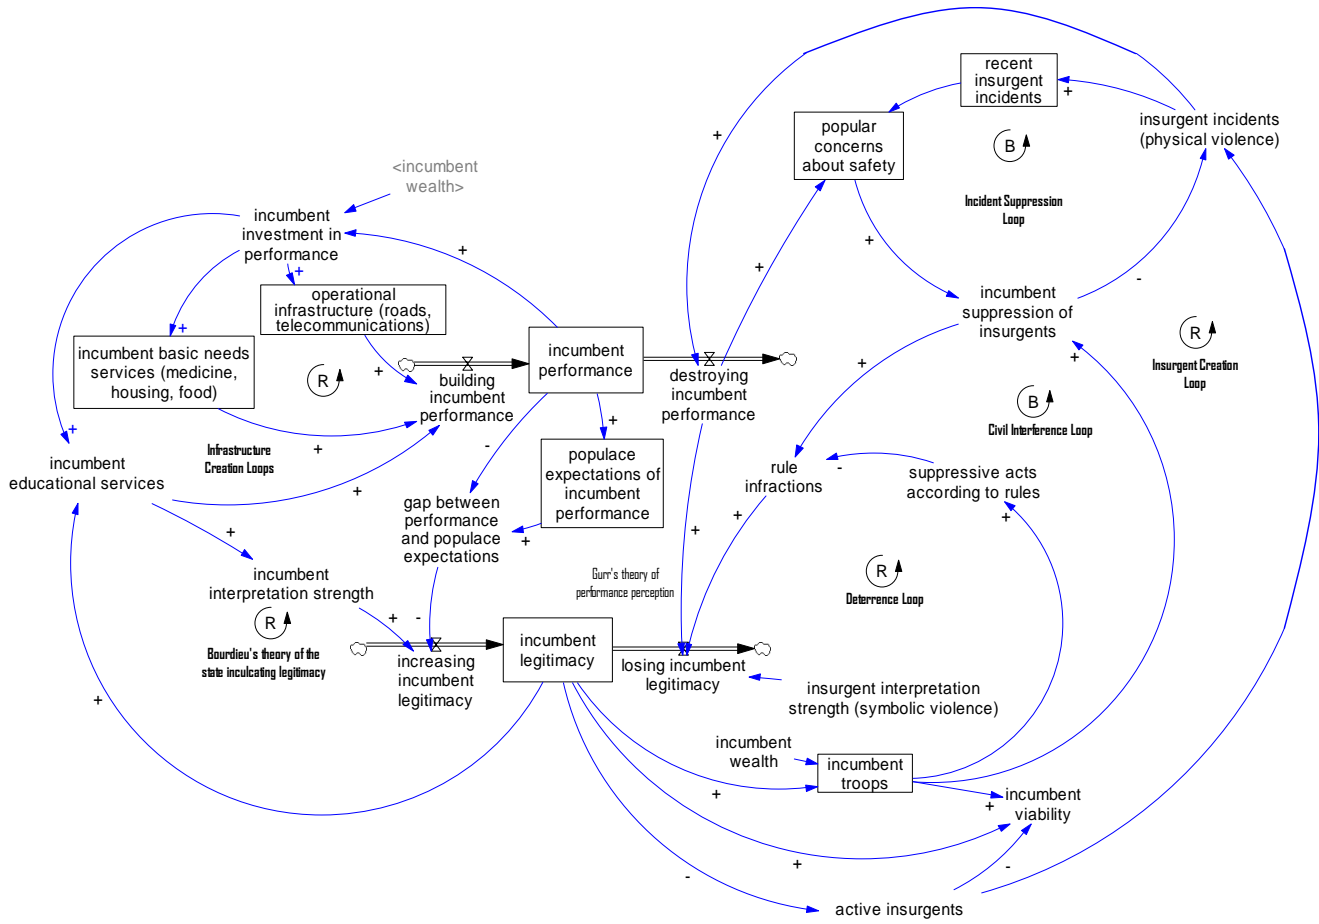 recent
insurgent
incidents
+
insurgent incidents
(physical violence)
popular
concerns
about safety
+
B
Incident Suppression
Loop
<incumbent
wealth>
incumbent
investment in
performance
+
+
+
+
operational
infrastructure (roads,
telecommunications)
+
incumbent basic needs
services (medicine,
housing, food)
R
+
building
incumbent
performance
incumbent
performance
destroying
incumbent
performance
+
+
-
incumbent
suppression of
insurgents
R
Insurgent Creation
Loop
+
+
B
Civil Interference Loop
+
incumbent
educational services
Infrastructure
Creation Loops
+
+
-
+
populace
expectations of
incumbent
performance
gap between
performance
and populace
expectations
+
rule
infractions
-
suppressive acts
according to rules
+
+
+
+
incumbent
interpretation strength
R
Bourdieu's theory of the
state inculcating legitimacy
+
-
Gurr's theory of
performance perception
R
Deterrence Loop
increasing
incumbent
legitimacy
incumbent
legitimacy
losing incumbent
legitimacy
insurgent interpretation
strength (symbolic violence)
+
incumbent
wealth
incumbent
troops
+
+
incumbent
viability
+
-
-
active insurgents